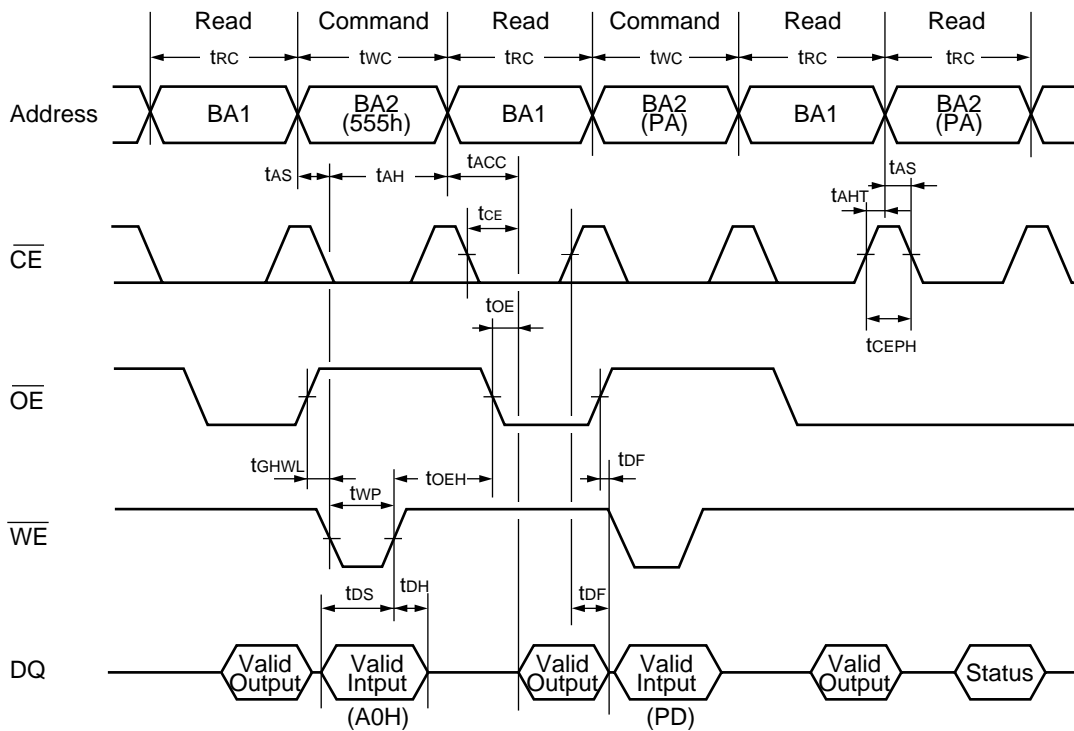 Read Command Read Command Read Read
tRC tWC tRC tWC tRC tRC
Address BA1 BA2 (555h) BA1 BA2 (PA) BA1 BA2 (PA)
tAS tAH tACC tAHT tAS
CE tCE
tOE tCEPH
OE
tGHWL tWP tOEH tDF
WE
tDS tDH tDF
DQ Valid Output Valid Intput Valid Output Valid Intput Valid Output Status
(A0H) (PD)